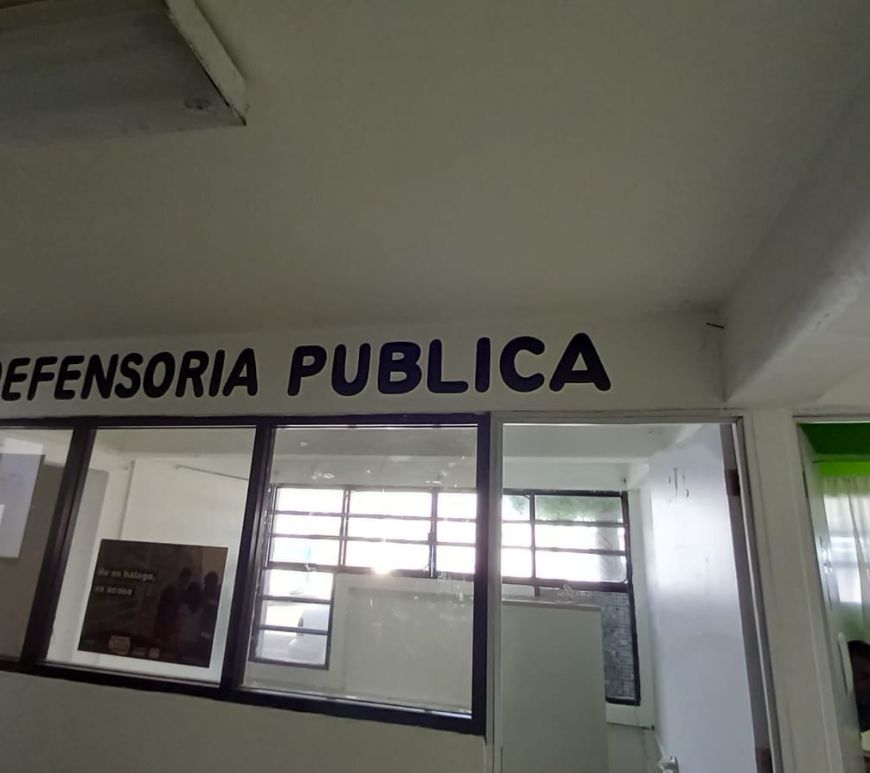 DEFENSORIA PUBLICA
No es halago,
es acoso